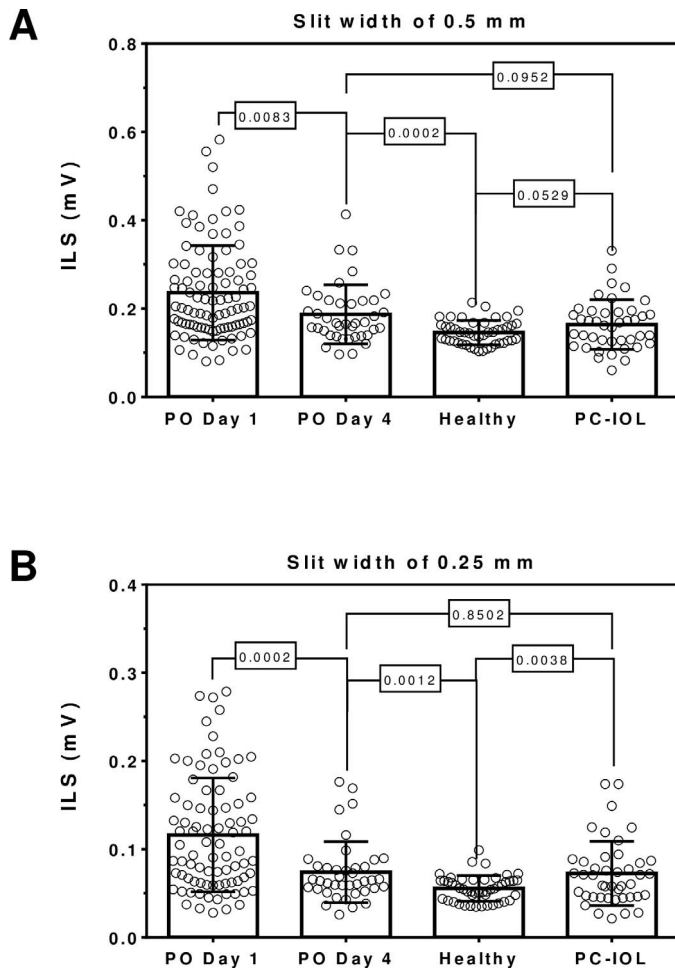 A
Slit width of 0.5 mm
0.8
0.6
0.4
0.2
0.0
ILS (mV)
0.0952
0.0083
0.0002
0.0529
PO Day 1 PO Day 4 Healthy PC-IOL
B
Slit width of 0.25 mm
0.4
0.3
0.2
0.1
0.0
ILS (mV)
0.8502
0.0002
0.0038
0.0012
PO Day 1 PO Day 4 Healthy PC-IOL